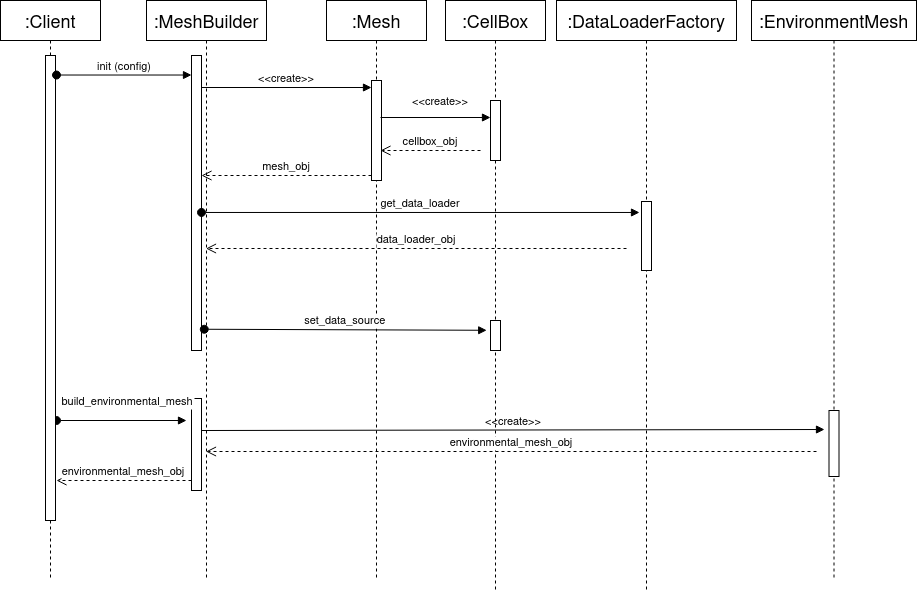 :Client
:MeshBuilder
:Mesh
:CellBox
:DataLoaderFactory
:EnvironmentMesh
init (config)
<<create>>
<<create>>
cellbox_obj
mesh_obj
get_data_loader
data_loader_obj
set_data_source
build_environmental_mesh
<<create>>
environmental_mesh_obj
environmental_mesh_obj